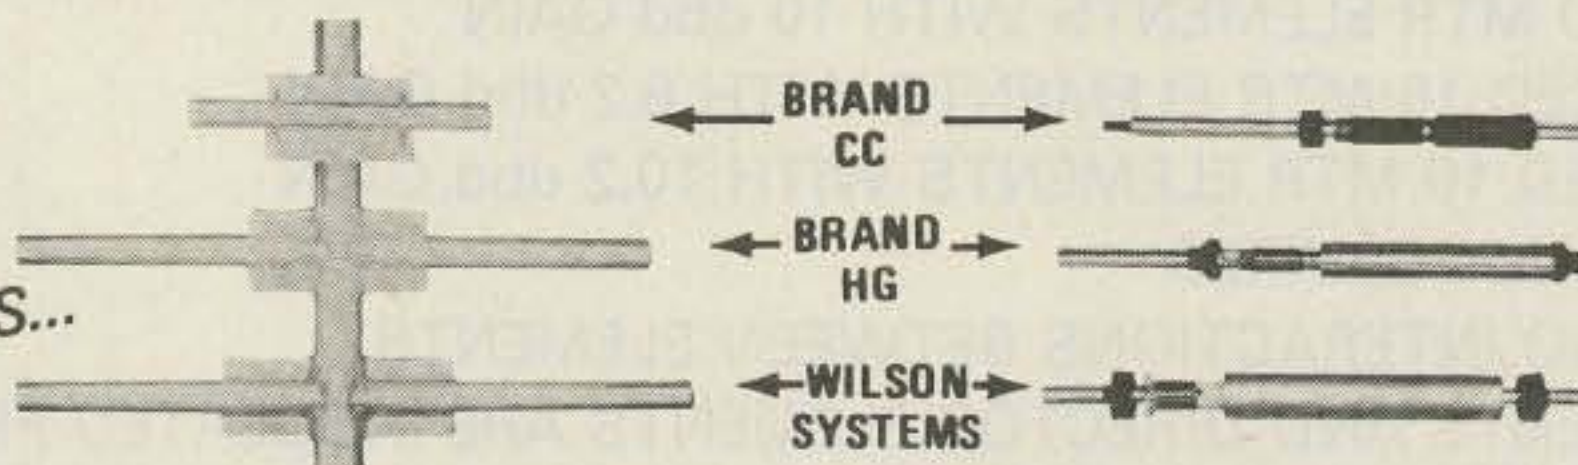 BRAND
CC
BRAND
HG
S...
WILSON
SYSTEMS